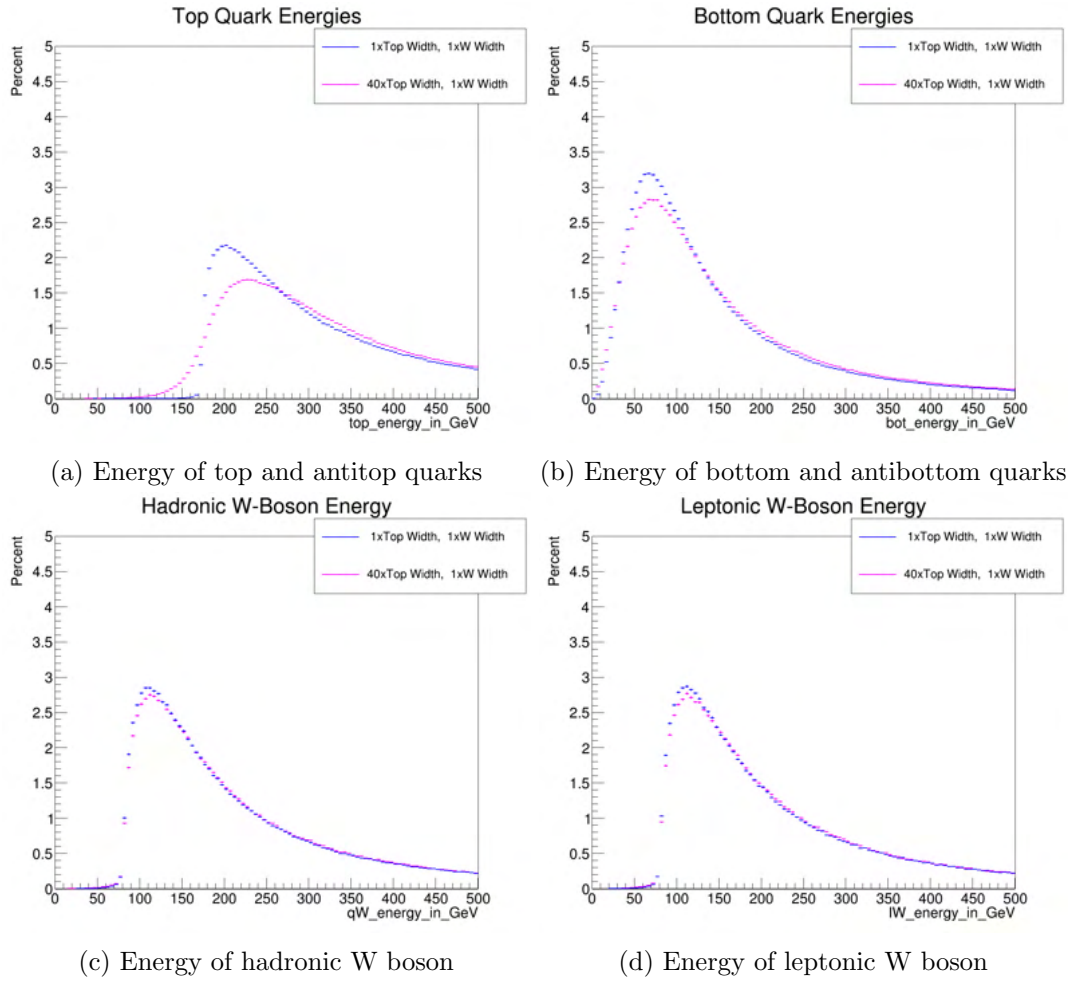 Top Quark Energies
Percent
5
4.5
4
3.5
3
2.5
2
1.5
1
0.5
0
1xTop Width, 1xW Width
40xTop Width, 1xW Width
0 50 100 150 200 250 300 350 400 450 500
top_energy_in_GeV
(a) Energy of top and antitop quarks
Bottom Quark Energies
Percent
5
4.5
4
3.5
3
2.5
2
1.5
1
0.5
0
1xTop Width, 1xW Width
40xTop Width, 1xW Width
0 50 100 150 200 250 300 350 400 450 500
bot_energy_in_GeV
(b) Energy of bottom and antibottom quarks
Hadronic W-Boson Energy
Percent
5
4.5
4
3.5
3
2.5
2
1.5
1
0.5
0
1xTop Width, 1xW Width
40xTop Width, 1xW Width
0 50 100 150 200 250 300 350 400 450 500
qW_energy_in_GeV
(c) Energy of hadronic W boson
Leptonic W-Boson Energy
Percent
5
4.5
4
3.5
3
2.5
2
1.5
1
0.5
0
1xTop Width, 1xW Width
40xTop Width, 1xW Width
0 50 100 150 200 250 300 350 400 450 500
lW_energy_in_GeV
(d) Energy of leptonic W boson